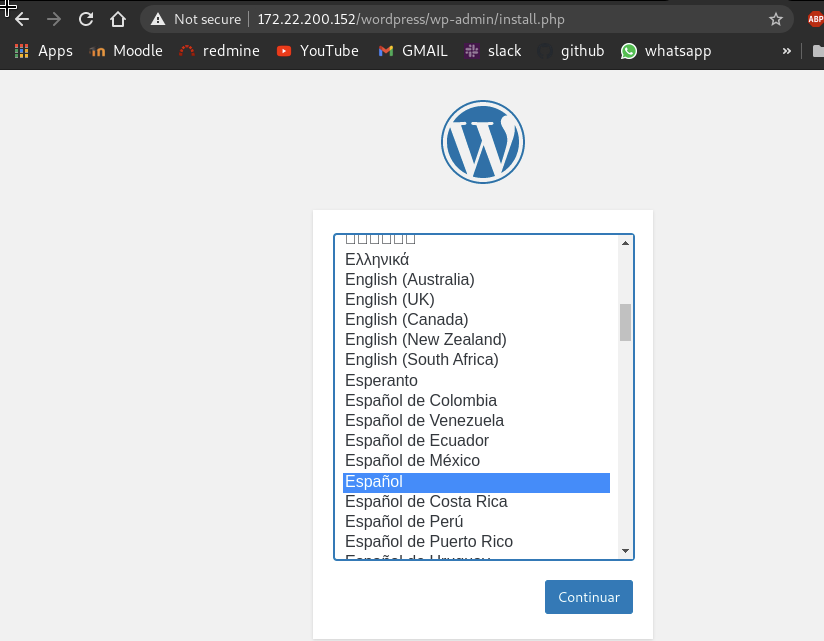 Not secure 172.22.200.152/wordpress/wp-admin/install.php ABP
Apps Moodle redmine YouTube GMAIL slack github whatsapp »
Ελληνικά
English (Australia)
English (UK)
English (Canada)
English (New Zealand)
English (South Africa)
Esperanto
Español de Colombia
Español de Venezuela
Español de Ecuador
Español de México
Español
Español de Costa Rica
Español de Perú
Español de Puerto Rico
Español de Uruguay
Continuar